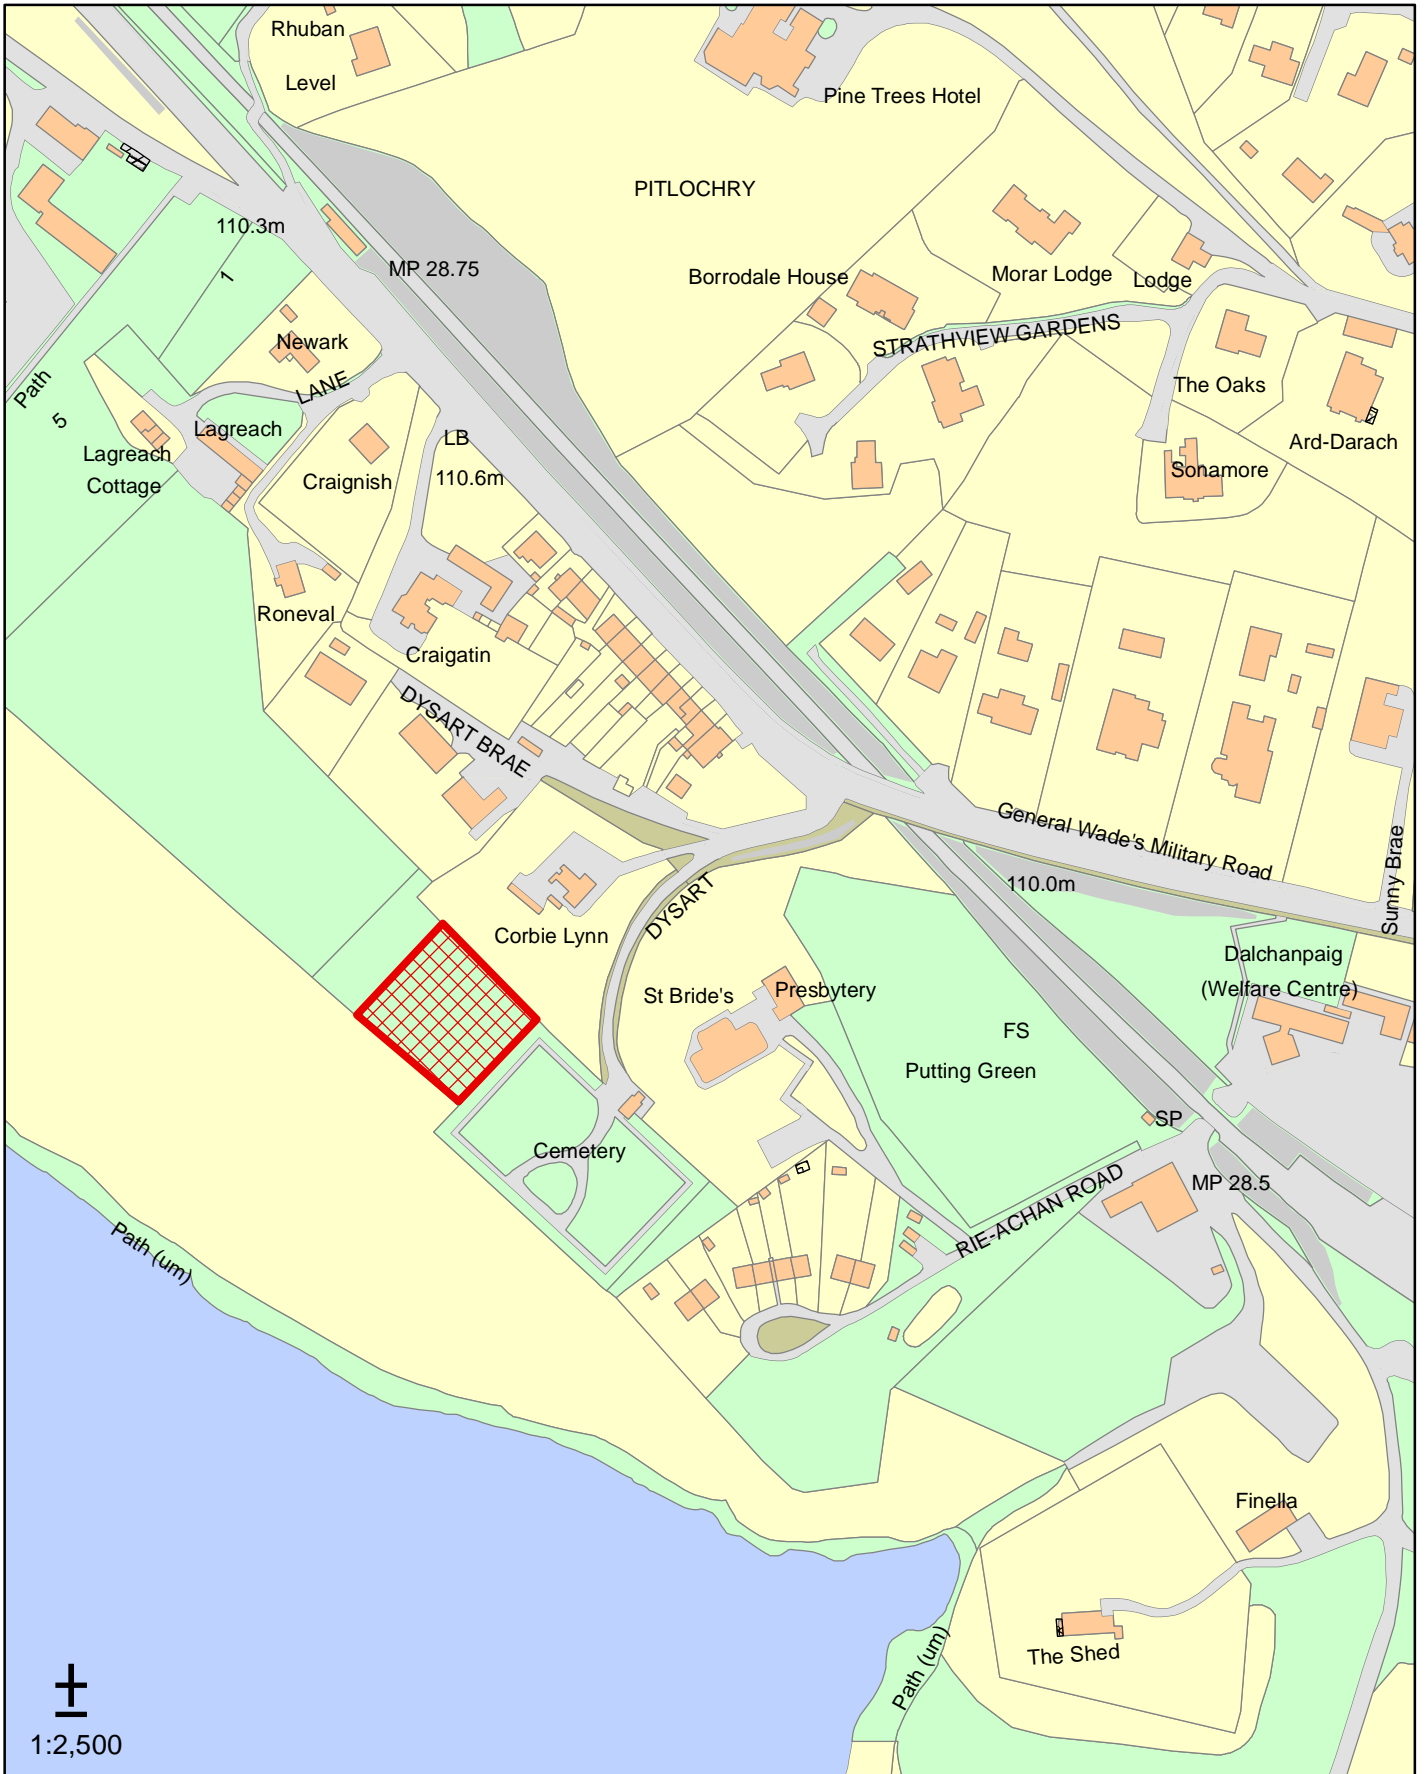 Rhuban
Level
Pine Trees Hotel
PITLOCHRY
110.3m
MP 28.75
1
Borrodale House
Morar Lodge
Lodge
STRATHVIEW GARDENS
Newark
LANE
The Oaks
Path
5
Lagreach
LB
Ard-Darach
Lagreach
Cottage
Craignish
110.6m
Sonamore
Roneval
Craigatin
DYSART BRAE
General Wade's Military Road
Sunny Brae
110.0m
DYSART
Corbie Lynn
Dalchanpaig
(Welfare Centre)
St Bride's
Presbytery
FS
Putting Green
SP
Cemetery
MP 28.5
RIE-ACHAN ROAD
Path (um)
Finella
The Shed
Path (um)
±
1:2,500